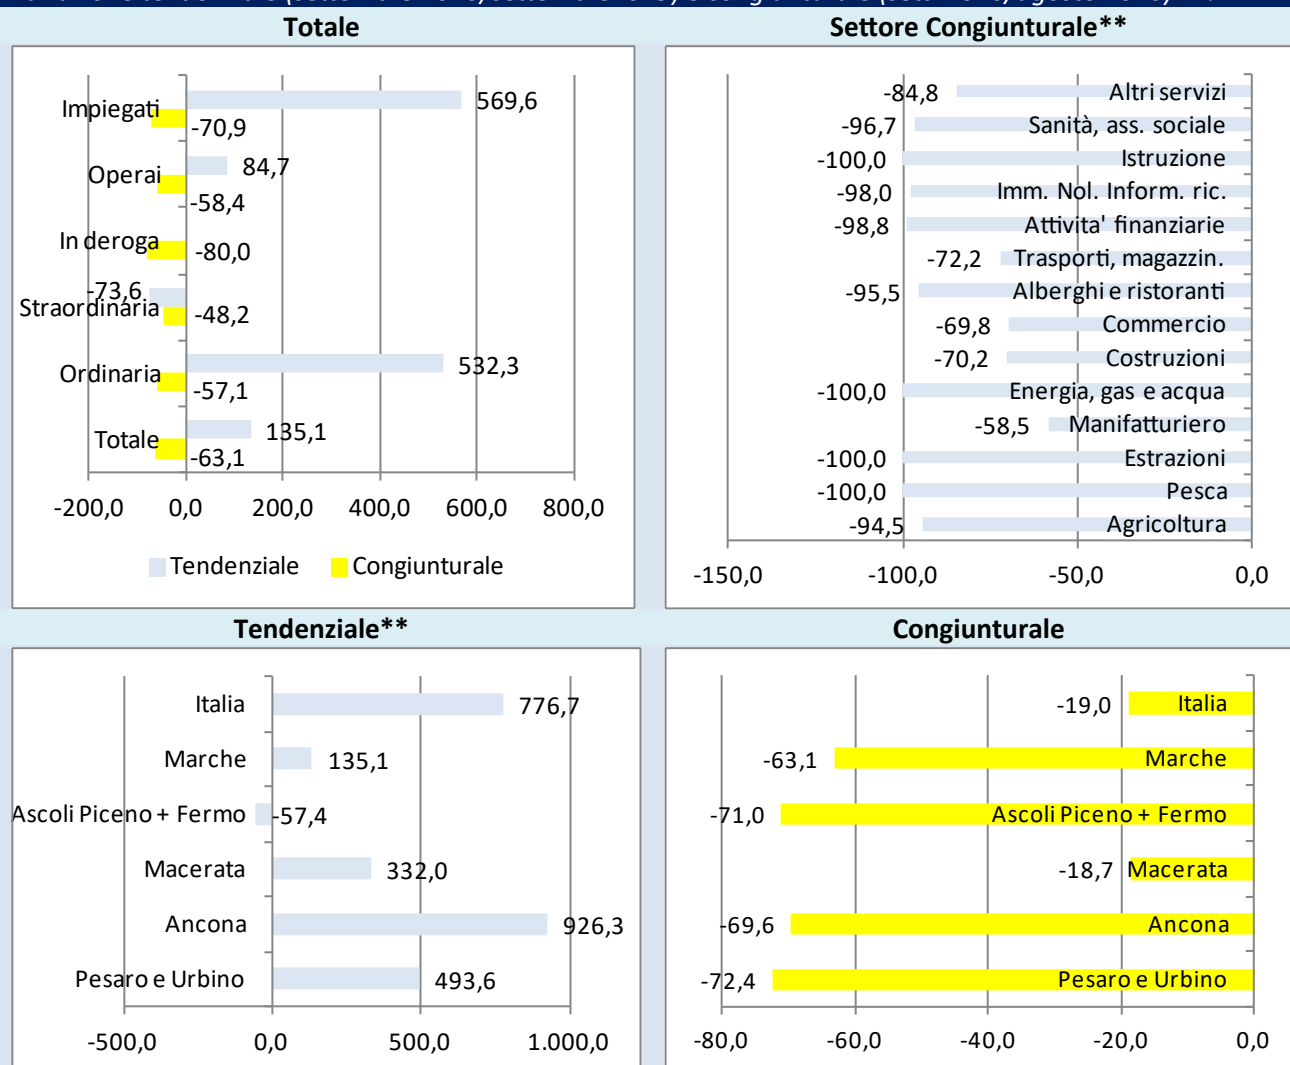 Totale
Impiegati
569,6
-70,9
Operai
84,7
-58,4
In deroga
-80,0
-73,6
Straordinaria
-48,2
Ordinaria
532,3
-57,1
Totale
135,1
-63,1
-200,0 0,0 200,0 400,0 600,0 800,0
Tendenziale Congiunturale
Settore Congiunturale**
-84,8 Altri servizi
-96,7 Sanità, ass. sociale
-100,0 Istruzione
-98,0 Imm. Nol. Inform. ric.
-98,8 Attivita' finanziarie
-72,2 Trasporti, magazzin.
-95,5 Alberghi e ristoranti
-69,8 Commercio
-70,2 Costruzioni
-100,0 Energia, gas e acqua
-58,5 Manifatturiero
-100,0 Estrazioni
-100,0 Pesca
-94,5 Agricoltura
-150,0 -100,0 -50,0 0,0
Tendenziale**
Italia 776,7
Marche 135,1
Ascoli Piceno + Fermo -57,4
Macerata 332,0
Ancona 926,3
Pesaro e Urbino 493,6
-500,0 0,0 500,0 1.000,0
Congiunturale
-19,0 Italia
-63,1 Marche
-71,0 Ascoli Piceno + Fermo
-18,7 Macerata
-69,6 Ancona
-72,4 Pesaro e Urbino
-80,0 -60,0 -40,0 -20,0 0,0